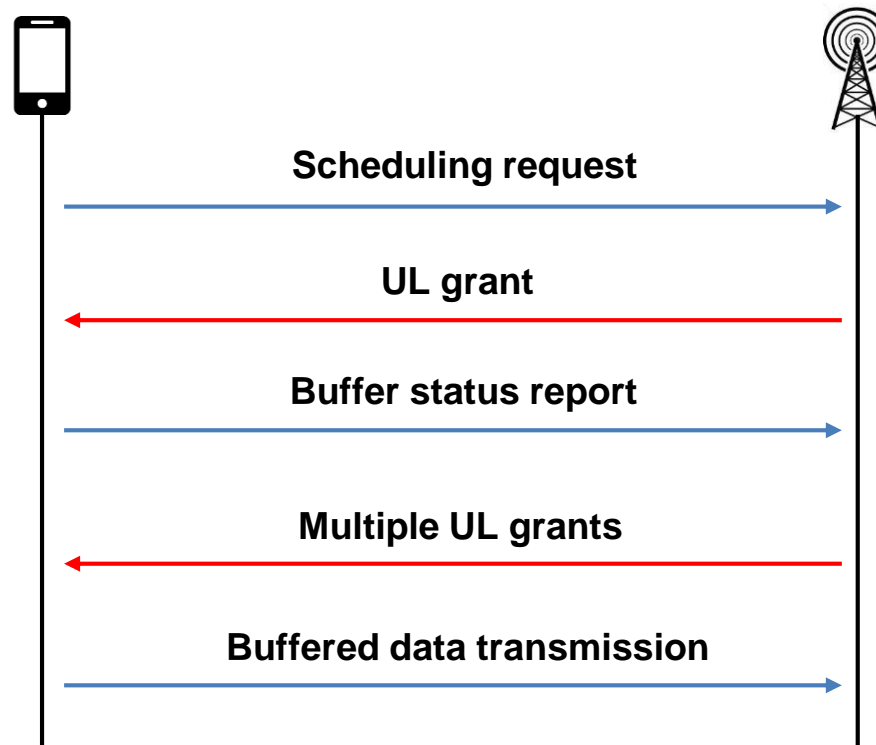 Scheduling request
UL grant
Buffer status report
Multiple UL grants
Buffered data transmission